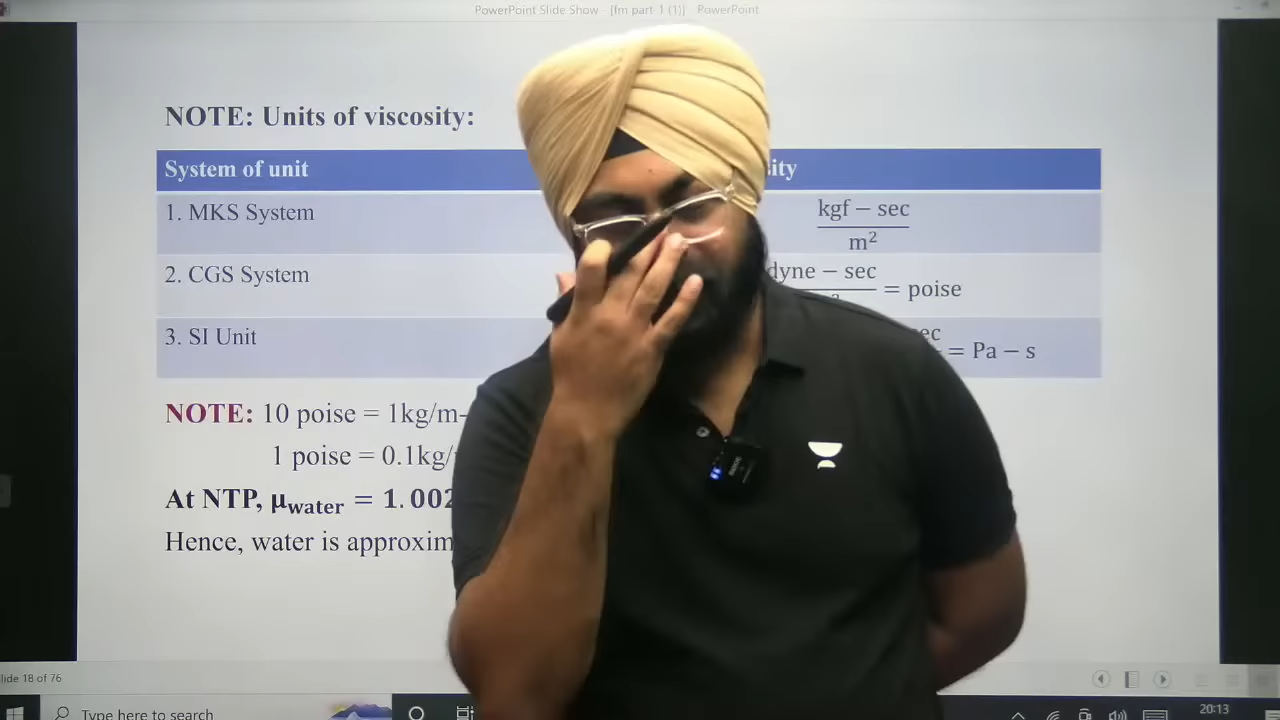 PowerPoint Slide Show - [fm part-1 (1)] - PowerPoint
NOTE: Units of viscosity:
System of unit
1. MKS System
kgf − sec
m²
2. CGS System
dyne − sec
= poise
3. SI Unit
= Pa − s
NOTE: 10 poise = 1kg/m-
1 poise = 0.1kg/
At NTP, μwater = 1.002
Hence, water is
lide 18 of 76
Type here to search
20:13